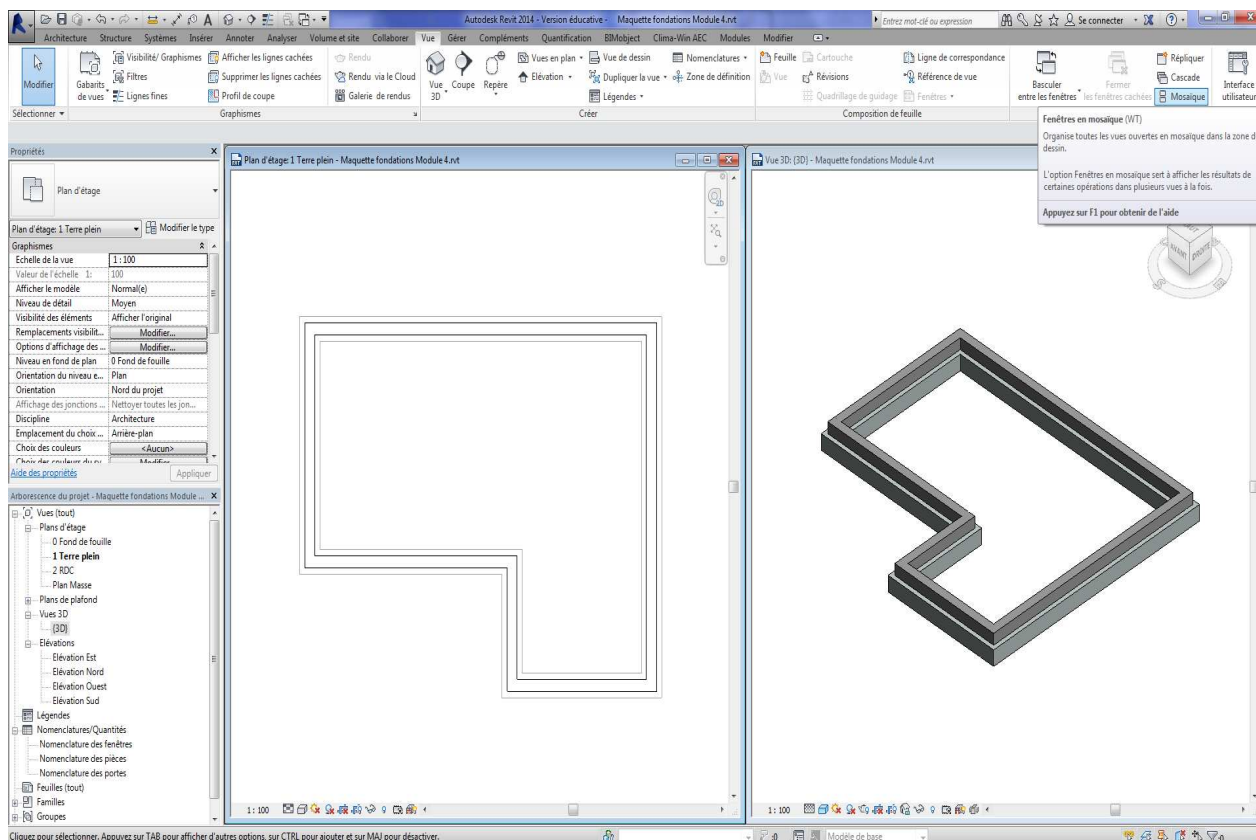 Autodesk Revit 2014 - Version éducative - Maquette fondations Module 4.rvt
Entrez mot-clé ou expression
Se connecter
Architecture Structure Systèmes Insérer Annoter Analyser Volume et site Collaborer Vue Gérer Compléments Quantification BIMobject Clima-Win AEC Modules Modifier
Modifier
Sélectionner
Gabarits
de vues
Visibilité/ Graphismes
Filtres
Lignes fines
Afficher les lignes cachées
Supprimer les lignes cachées
Profil de coupe
Rendu
Rendu via le Cloud
Galerie de rendus
Graphismes
Vue
3D
Coupe
Repère
Vues en plan
Elévation
Vue de dessin
Dupliquer la vue
Légendes
Nomenclatures
Zone de définition
Créer
Feuille
Vue
Cartouche
Révisions
Quadrillage de guidage
Ligne de correspondance
Référence de vue
Fenêtres
Composition de feuille
Basculer
entre les fenêtres
Fermer
les fenêtres cachées
Répliquer
Cascade
Mosaïque
Interface
utilisateur
Fenêtres en mosaïque (WT)
Organise toutes les vues ouvertes en mosaïque dans la zone d
dessin.
L'option Fenêtres en mosaïque sert à afficher les résultats de
certaines opérations dans plusieurs vues à la fois.
Appuyez sur F1 pour obtenir de l'aide
Propriétés
Plan d'étage
Plan d'étage: 1 Terre plein
Modifier le type
Graphismes
Echelle de la vue 1 : 100
Valeur de l'échelle 1: 100
Afficher le modèle Normal(e)
Niveau de détail Moyen
Visibilité des éléments Afficher l'original
Remplacements visibilit... Modifier...
Options d'affichage des ... Modifier...
Niveau en fond de plan 0 Fond de fouille
Orientation du niveau e... Plan
Orientation Nord du projet
Affichage des jonctions ... Nettoyer toutes les jon...
Discipline Architecture
Emplacement du choix ... Arrière-plan
Choix des couleurs <Aucun>
Choix des couleurs du sy... Modifier...
Aide des propriétés
Appliquer
Arborescence du projet - Maquette fondations Module ...
Vues (tout)
Plans d'étage
0 Fond de fouille
1 Terre plein
2 RDC
Plan Masse
Plans de plafond
Vues 3D
{3D}
Elévations
Elévation Est
Elévation Nord
Elévation Ouest
Elévation Sud
Légendes
Nomenclatures/Quantités
Nomenclature des fenêtres
Nomenclature des pièces
Nomenclature des portes
Feuilles (tout)
Familles
Groupes
Plan d'étage: 1 Terre plein - Maquette fondations Module 4.rvt
2D
1 : 100
Vue 3D: {3D} - Maquette fondations Module 4.rvt
AVANT
DROITE
1 : 100
Cliquez pour sélectionner. Appuyez sur TAB pour afficher d'autres options, sur CTRL pour ajouter et sur MAJ pour désactiver.
:0
Modèle de base
:0